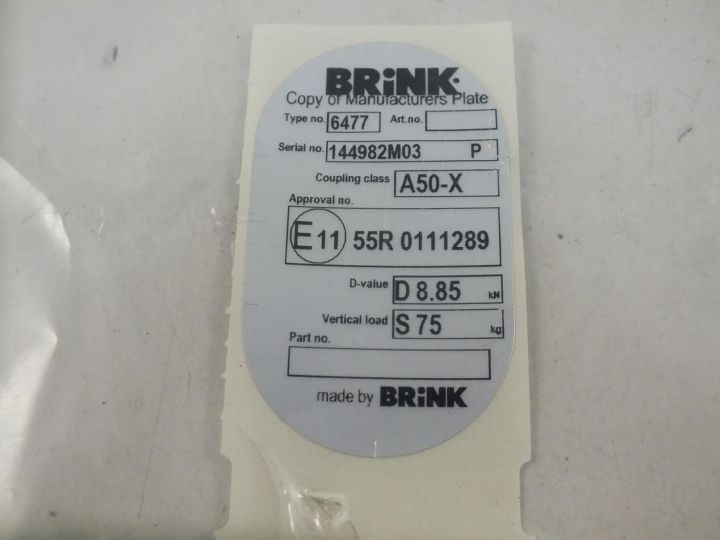 BRiNK
Copy of Manufacturers Plate
Type no. 6477 Art.no.
Serial no. 144982M03 P
Coupling class A50-X
Approval no.
E11 55R 0111289
D-value D 8.85 kN
Vertical load S 75 kg
Part no.
made by BRiNK